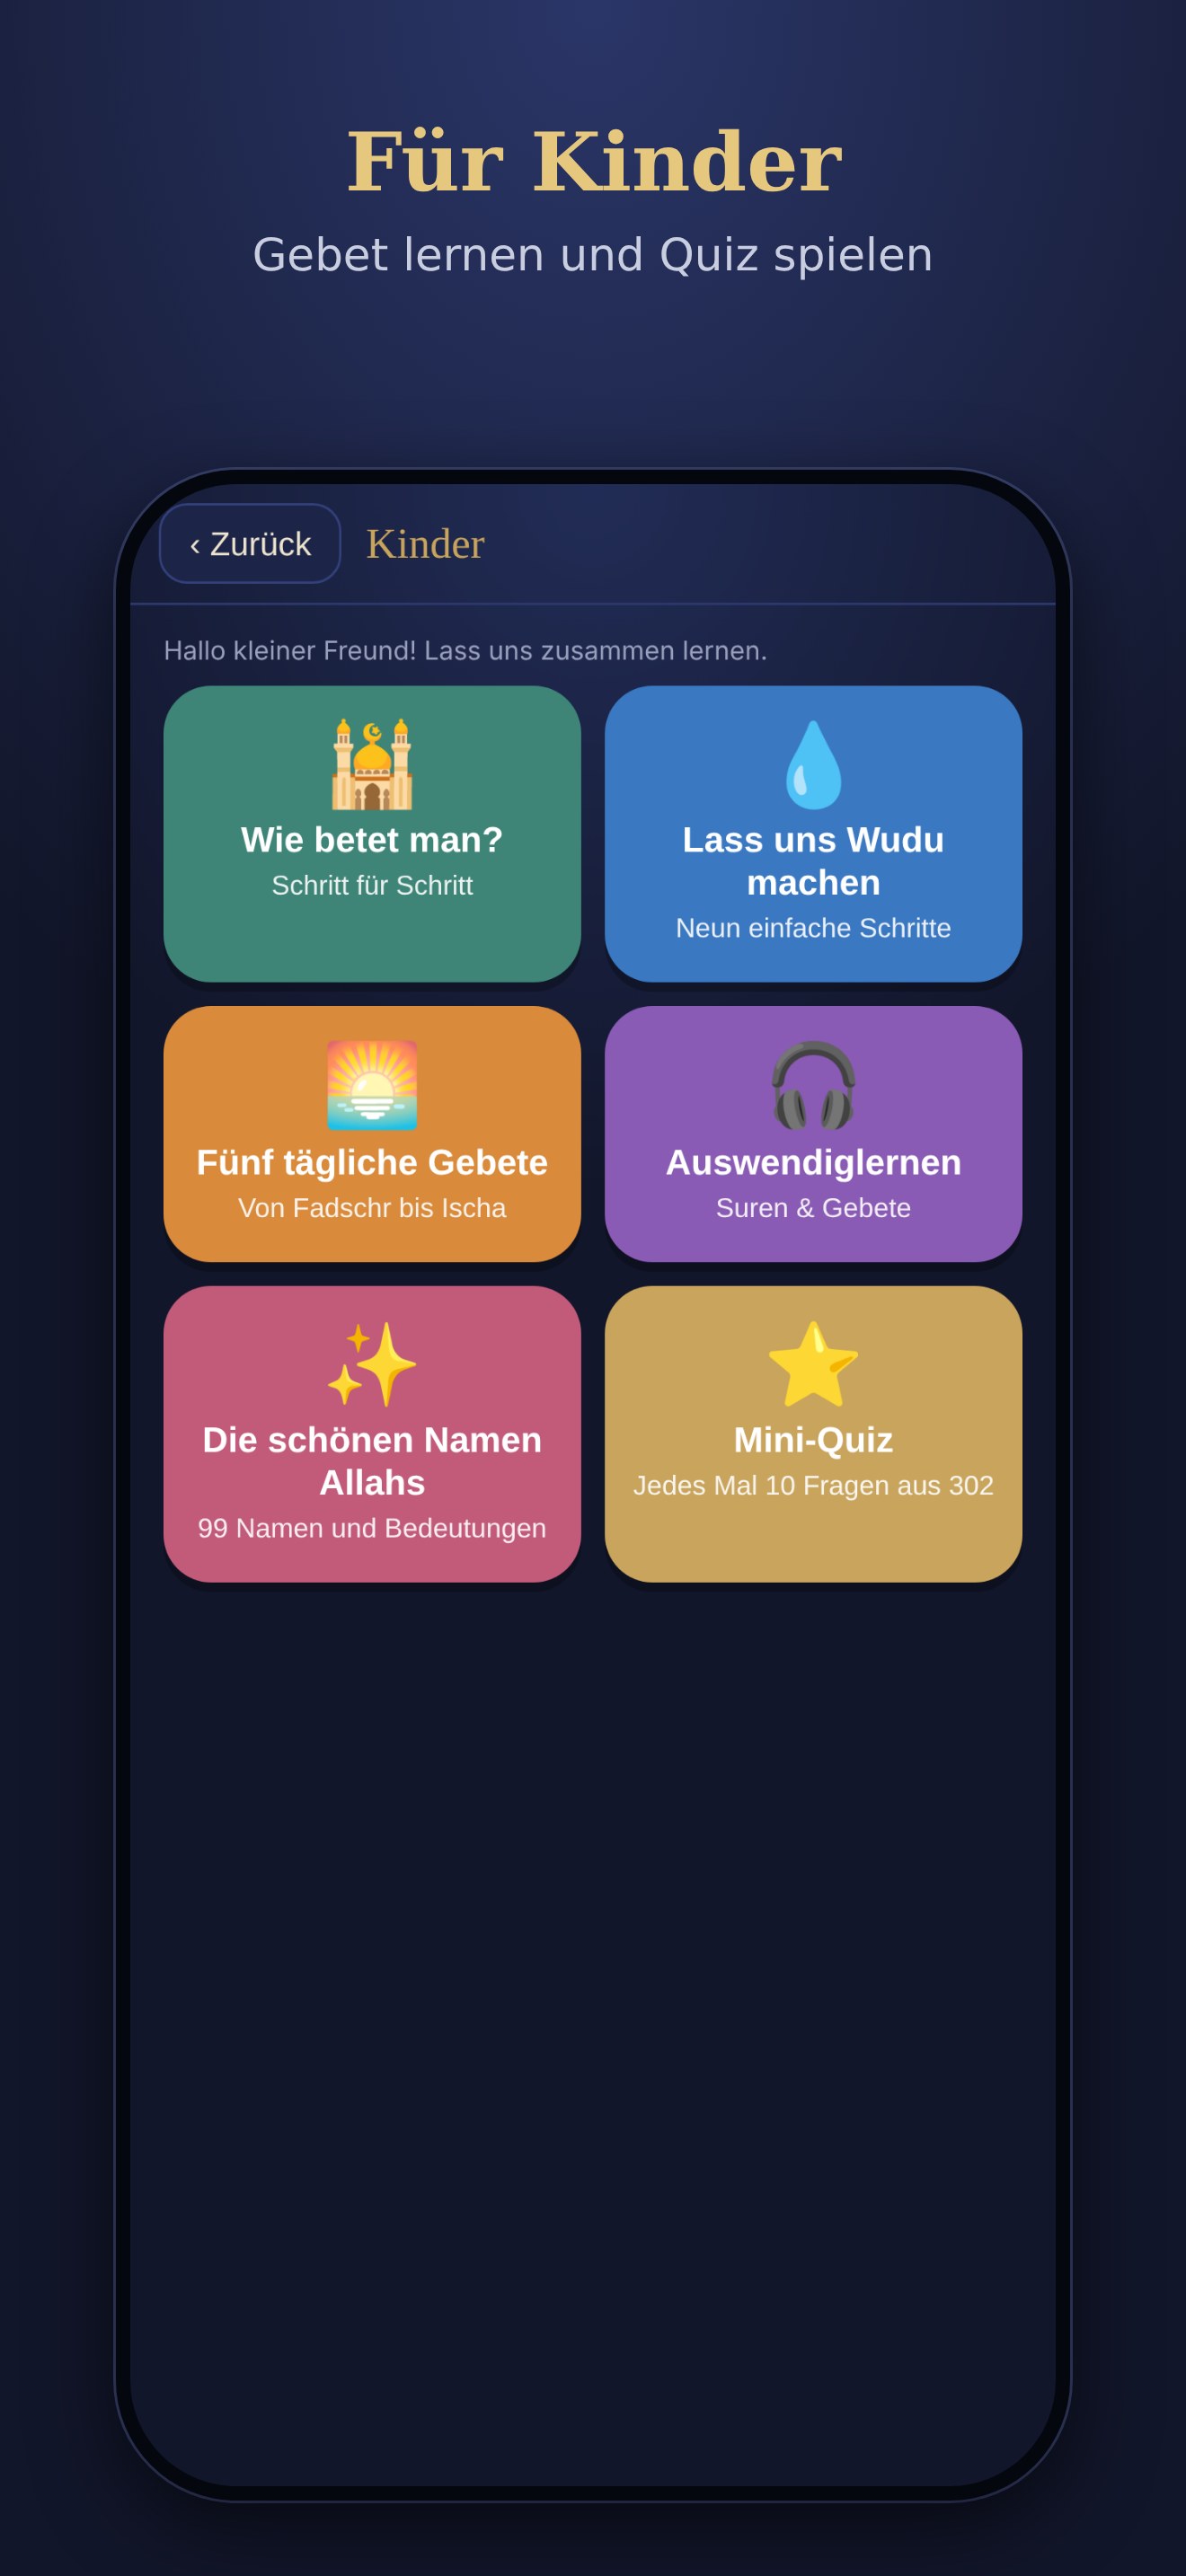 Für Kinder
Gebet lernen und Quiz spielen
‹ Zurück
Kinder
Hallo kleiner Freund! Lass uns zusammen lernen.
Wie betet man?
Schritt für Schritt
Lass uns Wudu
machen
Neun einfache Schritte
Fünf tägliche Gebete
Von Fadschr bis Ischa
Auswendiglernen
Suren & Gebete
Die schönen Namen
Allahs
99 Namen und Bedeutungen
Mini-Quiz
Jedes Mal 10 Fragen aus 302